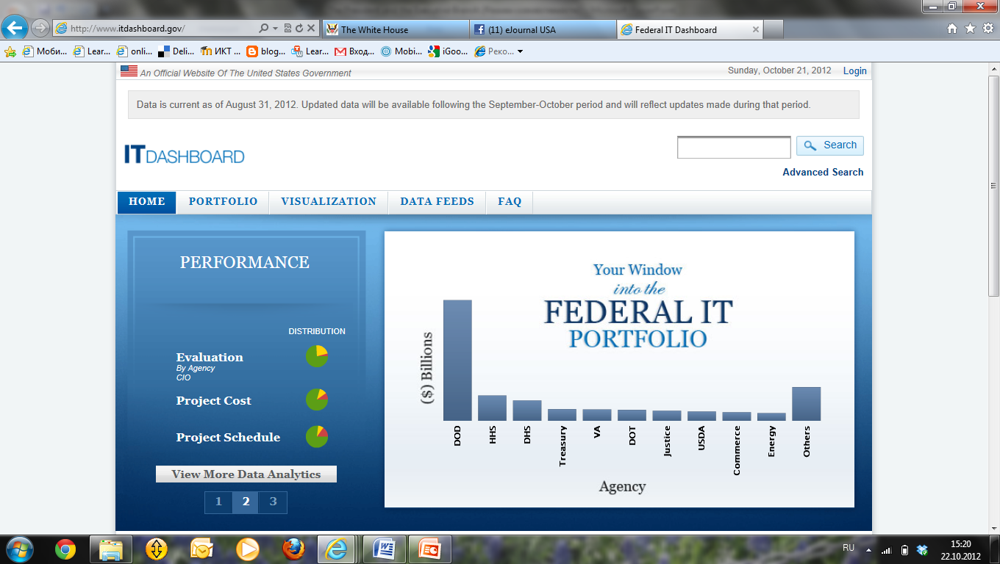 http://www.itdashboard.gov/
The White House
(11) eJournal USA
Federal IT Dashboard
Моби...
Lear...
onli...
Deli...
ИКТ ...
blog...
Lear...
Вход...
Mobi...
iGoo...
Реко...
An Official Website Of The United States Government
Sunday, October 21, 2012
Login
Data is current as of August 31, 2012. Updated data will be available following the September-October period and will reflect updates made during that period.
IT DASHBOARD
Search
Advanced Search
HOME
PORTFOLIO
VISUALIZATION
DATA FEEDS
FAQ
PERFORMANCE
DISTRIBUTION
Evaluation
By Agency
CIO
Project Cost
Project Schedule
View More Data Analytics
1 2 3
Your Window
into the
FEDERAL IT
PORTFOLIO
($) Billions
DOD
HHS
DHS
Treasury
VA
DOT
Justice
USDA
Commerce
Energy
Others
Agency
RU
15:20
22.10.2012